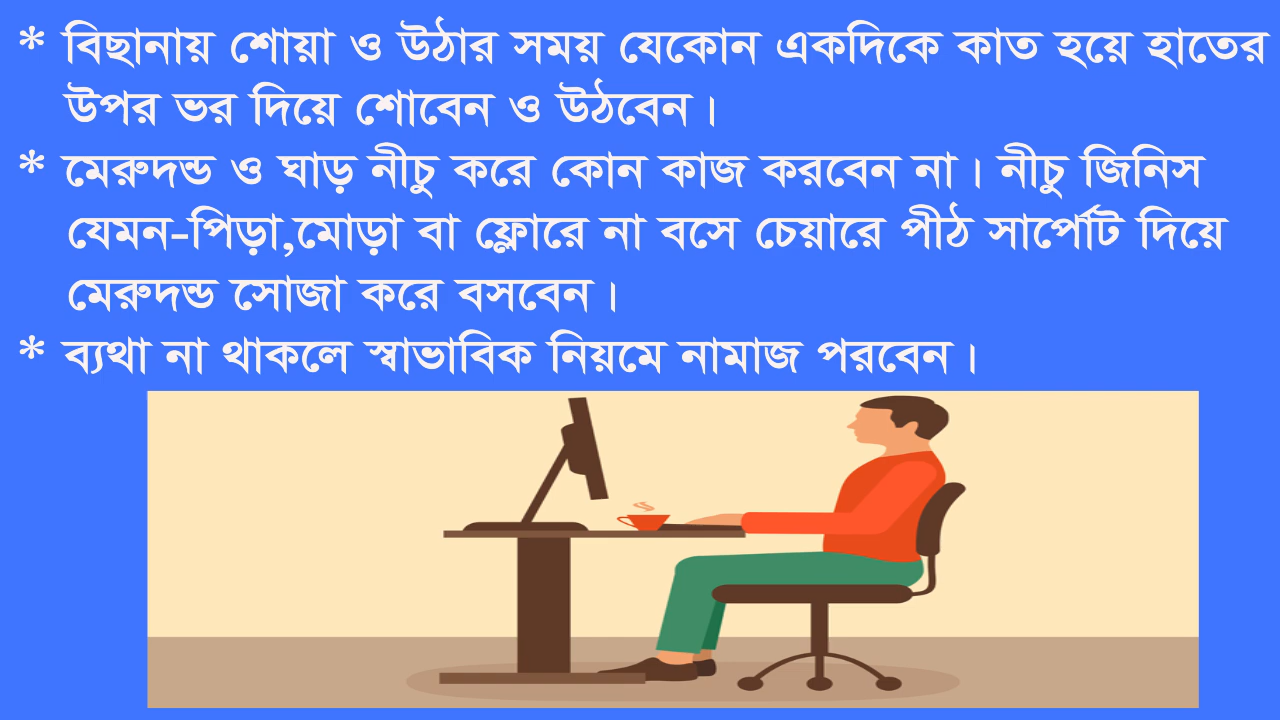 * বিছানায় শোয়া ও উঠার সময় যেকোন একদিকে কাত হয়ে হাতের
উপর ভর দিয়ে শোবেন ও উঠবেন।
* মেরুদন্ড ও ঘাড় নীচু করে কোন কাজ করবেন না। নীচু জিনিস
যেমন-পিড়া,মোড়া বা ফ্লোরে না বসে চেয়ারে পীঠ সার্পোট দিয়ে
মেরুদন্ড সোজা করে বসবেন।
* ব্যথা না থাকলে স্বাভাবিক নিয়মে নামাজ পরবেন।